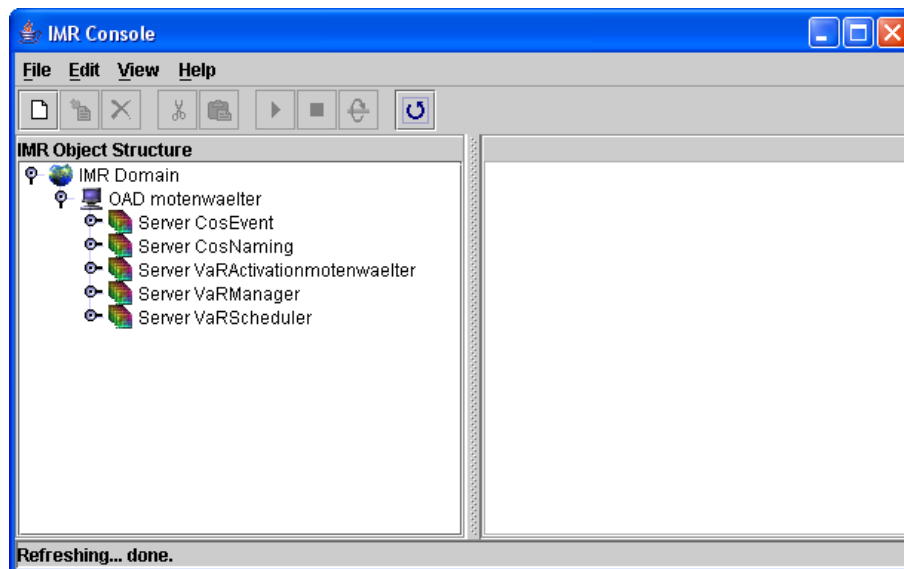 IMR Console
File Edit View Help
IMR Object Structure
IMR Domain
OAD motenwaelter
Server CosEvent
Server CosNaming
Server VaRActivationmotenwaelter
Server VaRManager
Server VaRScheduler
Refreshing... done.